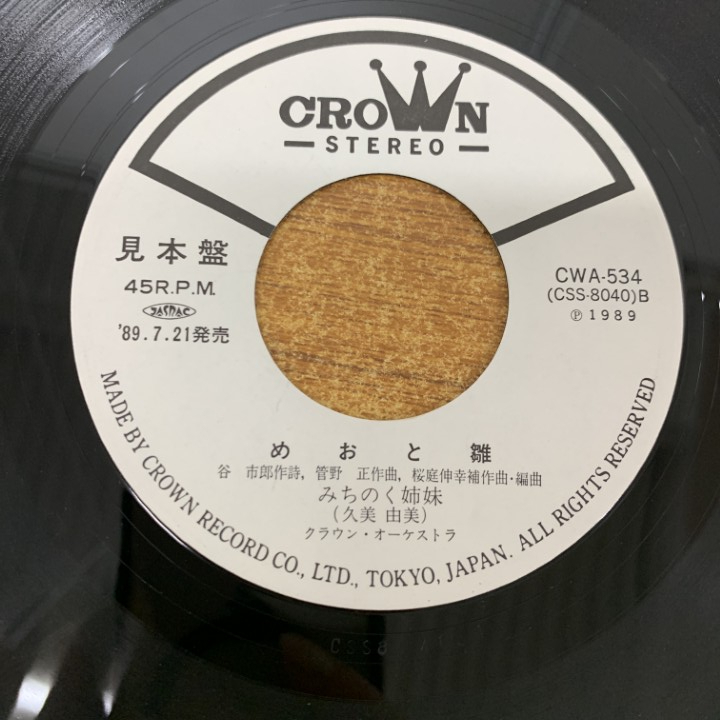 CROWN
STEREO
見本盤
45R.P.M.
JASRAC
'89.7.21発売
CWA-534
(CSS-8040)B
Ⓟ 1989
めおと雛
谷 市郎作詩, 管野 正作曲, 桜庭伸幸補作曲・編曲
みちのく姉妹
(久美 由美)
クラウン・オーケストラ
MADE BY CROWN RECORD CO., LTD., TOKYO, JAPAN. ALL RIGHTS RESERVED